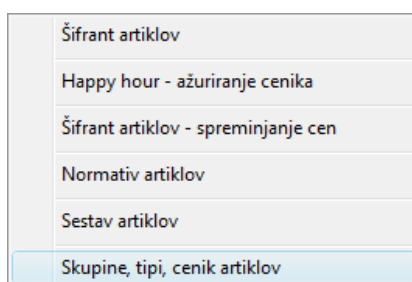 Šifrant artiklov
Happy hour - ažuriranje cenika
Šifrant artiklov - spreminjanje cen
Normativ artiklov
Sestav artiklov
Skupine, tipi, cenik artiklov